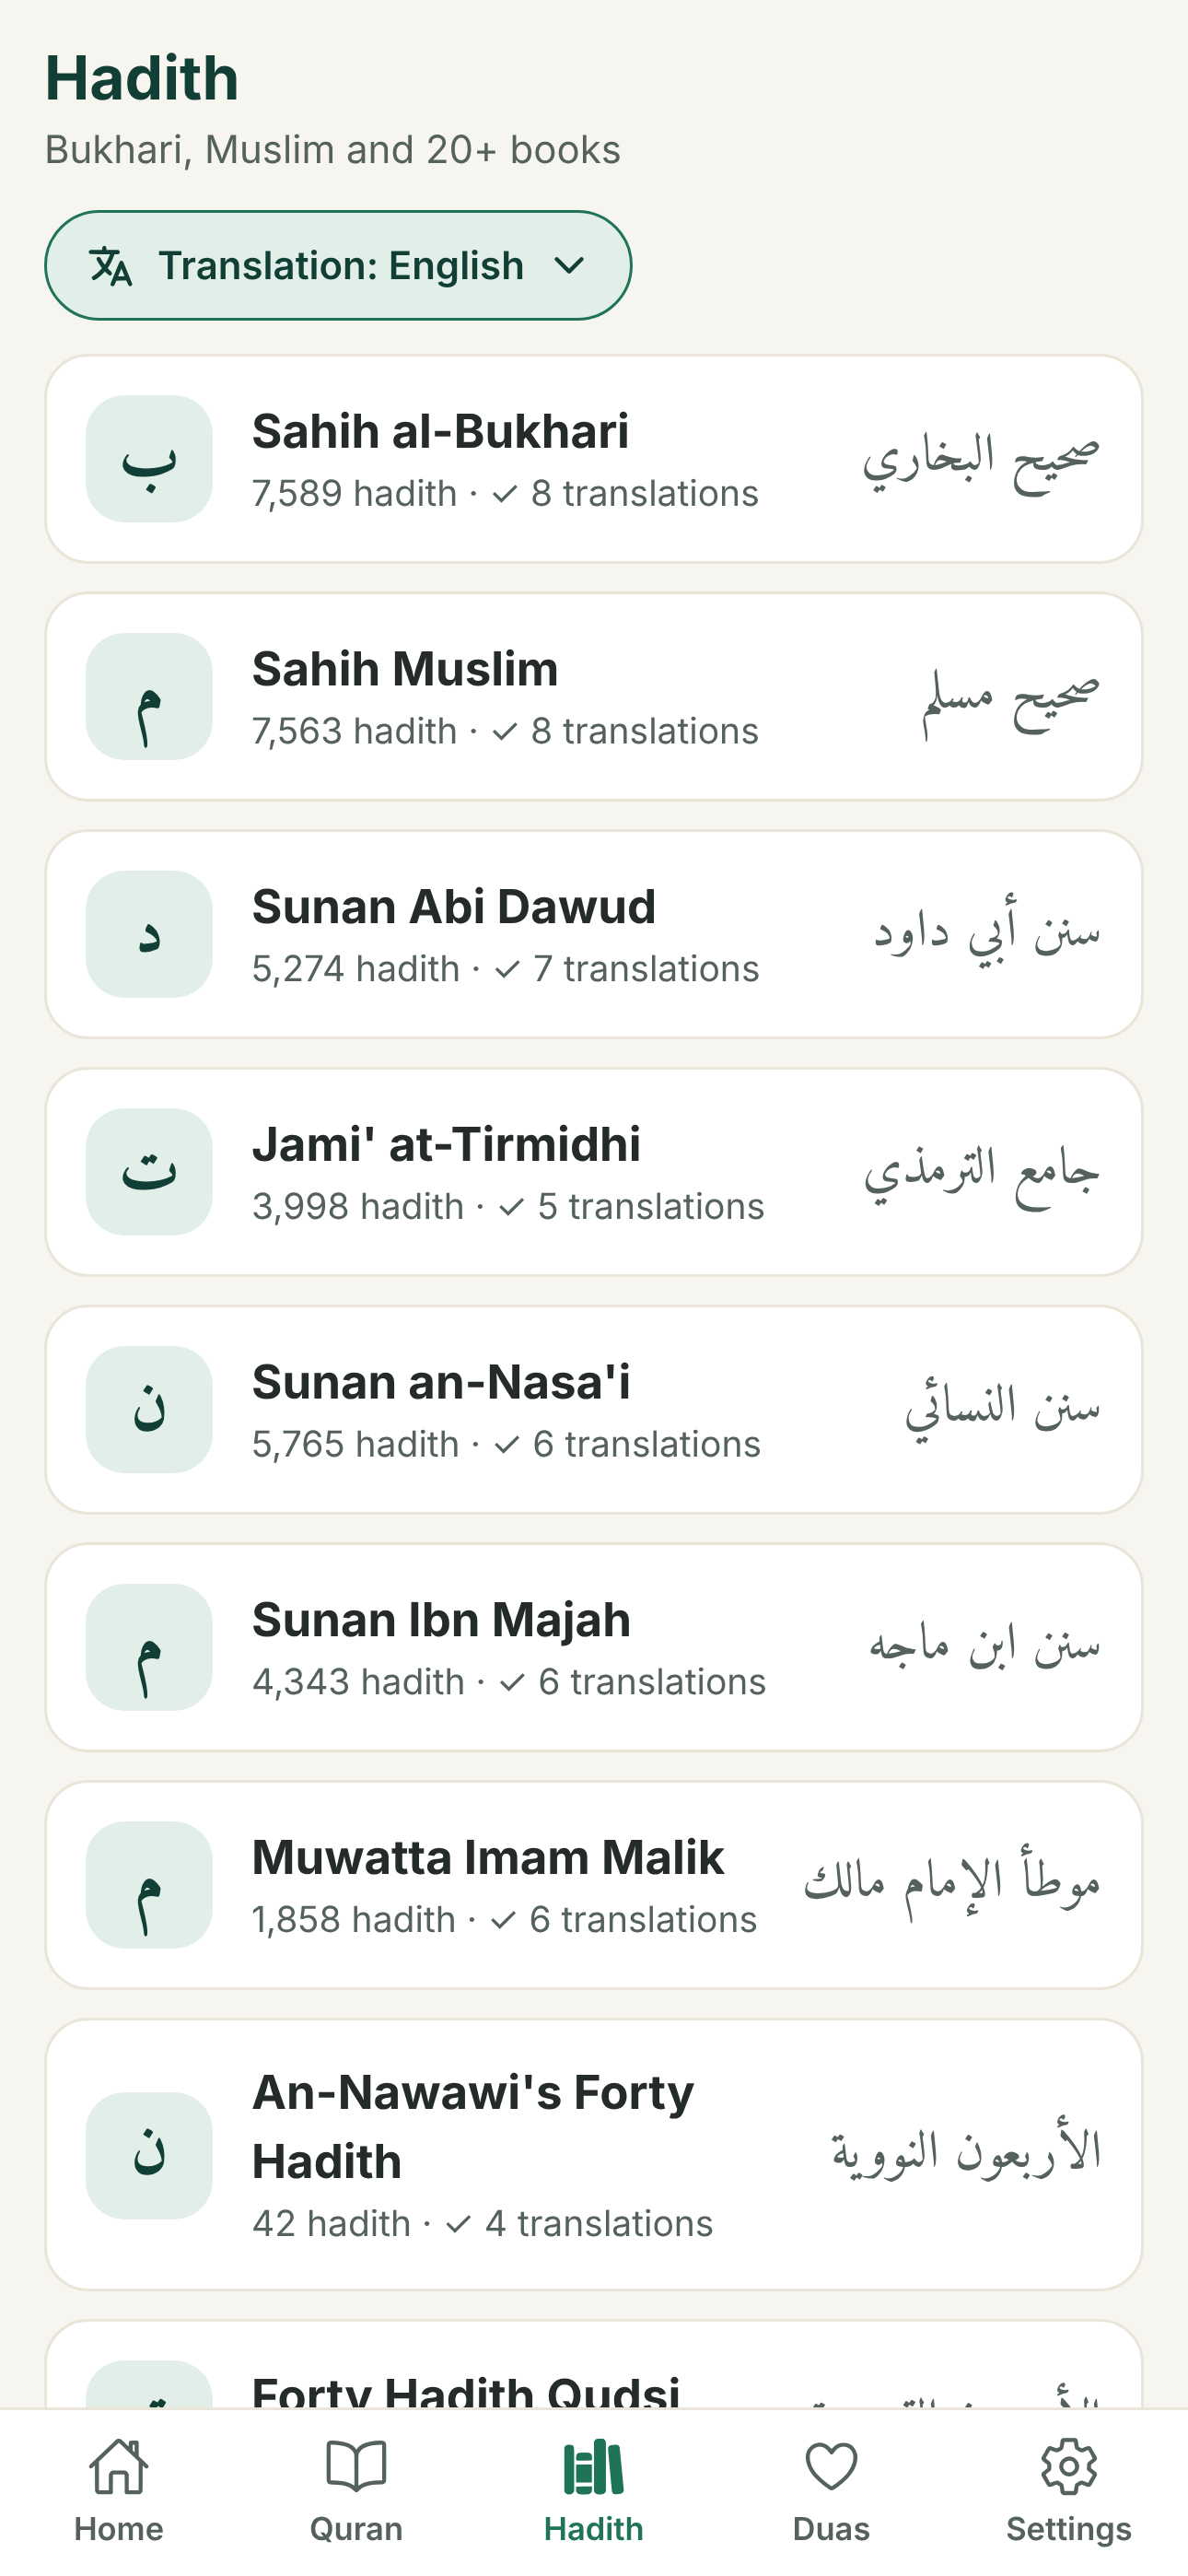 Hadith
Bukhari, Muslim and 20+ books
Translation: English
ب
Sahih al-Bukhari
7,589 hadith · ✓ 8 translations
صحيح البخاري
م
Sahih Muslim
7,563 hadith · ✓ 8 translations
صحيح مسلم
د
Sunan Abi Dawud
5,274 hadith · ✓ 7 translations
سنن أبي داود
ت
Jami' at-Tirmidhi
3,998 hadith · ✓ 5 translations
جامع الترمذي
ن
Sunan an-Nasa'i
5,765 hadith · ✓ 6 translations
سنن النسائي
م
Sunan Ibn Majah
4,343 hadith · ✓ 6 translations
سنن ابن ماجه
م
Muwatta Imam Malik
1,858 hadith · ✓ 6 translations
موطأ الإمام مالك
ن
An-Nawawi's Forty
Hadith
42 hadith · ✓ 4 translations
الأربعون النووية
Forty Hadith Qudsi
Home
Quran
Hadith
Duas
Settings